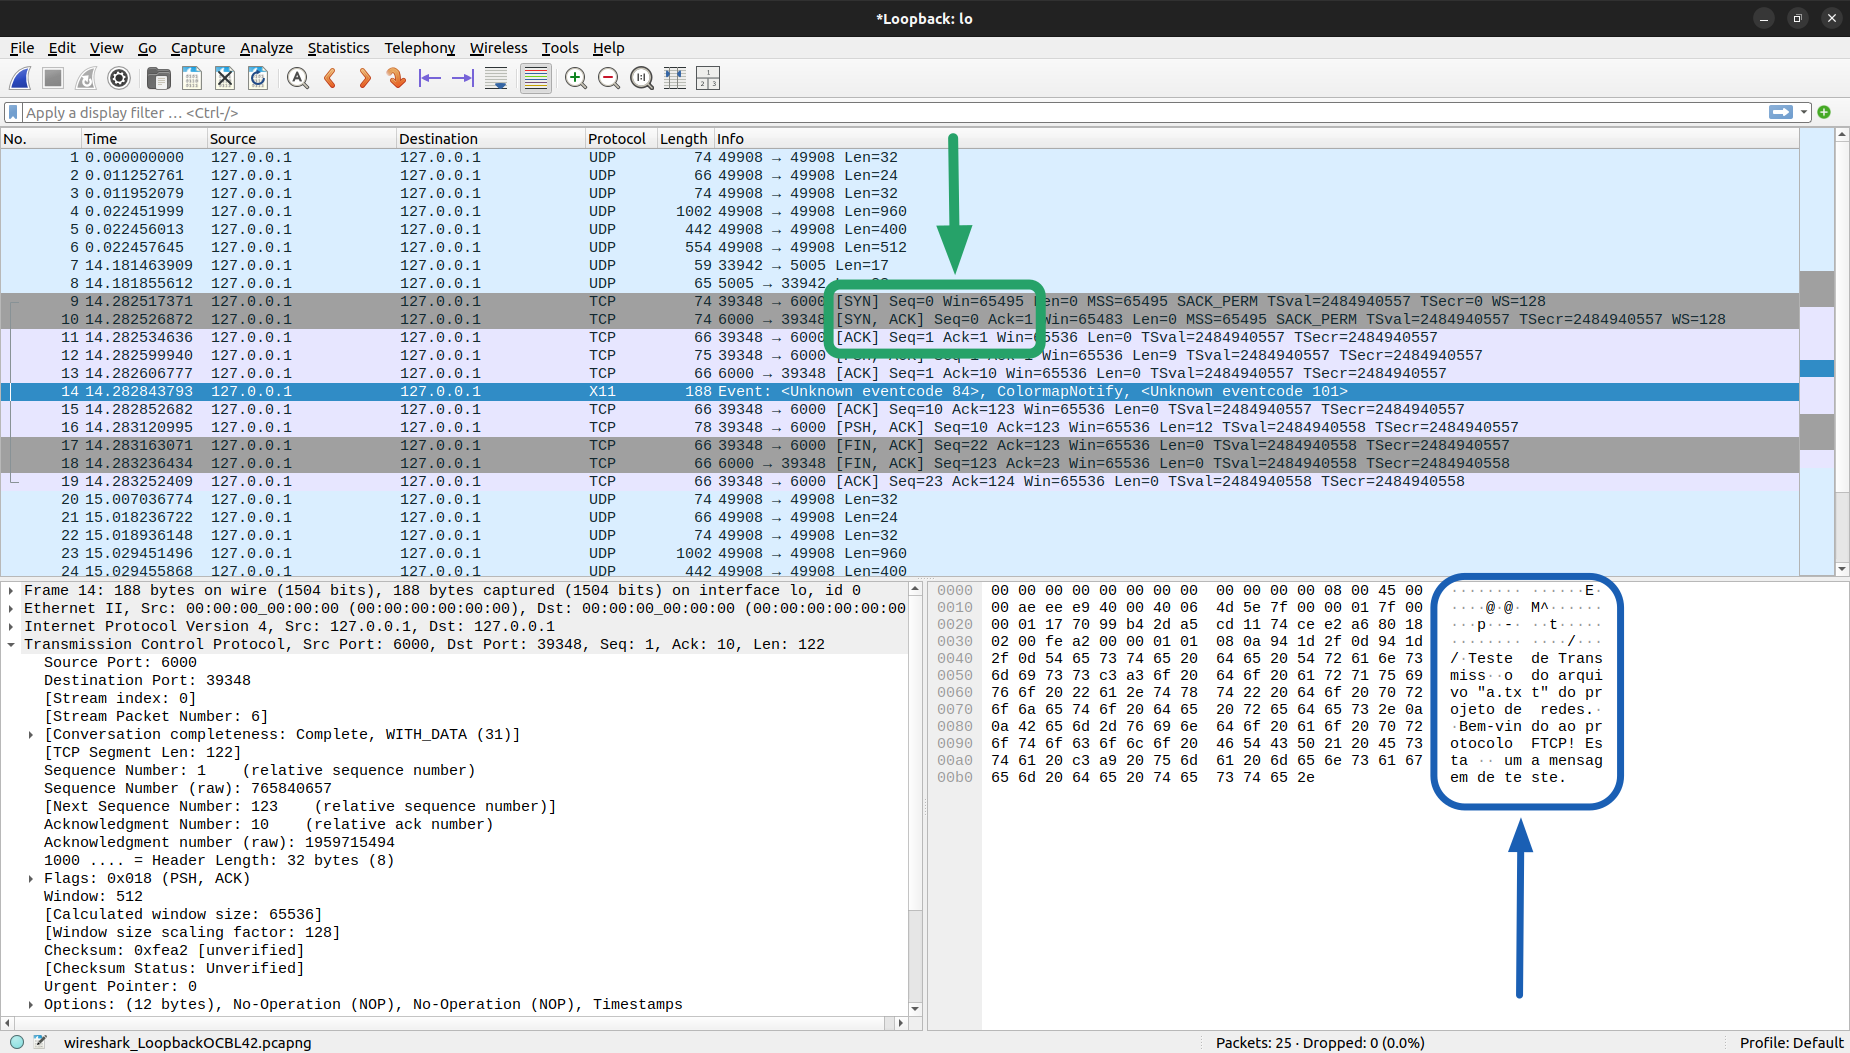 *Loopback: lo
File Edit View Go Capture Analyze Statistics Telephony Wireless Tools Help
Apply a display filter … <Ctrl-/>
No. Time Source Destination Protocol Length Info
1 0.000000000 127.0.0.1 127.0.0.1 UDP 74 49908 → 49908 Len=32
2 0.011252761 127.0.0.1 127.0.0.1 UDP 66 49908 → 49908 Len=24
3 0.011952079 127.0.0.1 127.0.0.1 UDP 74 49908 → 49908 Len=32
4 0.022451999 127.0.0.1 127.0.0.1 UDP 1002 49908 → 49908 Len=960
5 0.022456013 127.0.0.1 127.0.0.1 UDP 442 49908 → 49908 Len=400
6 0.022457645 127.0.0.1 127.0.0.1 UDP 554 49908 → 49908 Len=512
7 14.181463909 127.0.0.1 127.0.0.1 UDP 59 33942 → 5005 Len=17
8 14.181855612 127.0.0.1 127.0.0.1 UDP 65 5005 → 33942
9 14.282517371 127.0.0.1 127.0.0.1 TCP 74 39348 → 6000 [SYN] Seq=0 Win=65495 Len=0 MSS=65495 SACK_PERM TSval=2484940557 TSecr=0 WS=128
10 14.282526872 127.0.0.1 127.0.0.1 TCP 74 6000 → 39348 [SYN, ACK] Seq=0 Ack=1 Win=65483 Len=0 MSS=65495 SACK_PERM TSval=2484940557 TSecr=2484940557 WS=128
11 14.282534636 127.0.0.1 127.0.0.1 TCP 66 39348 → 6000 [ACK] Seq=1 Ack=1 Win=65536 Len=0 TSval=2484940557 TSecr=2484940557
12 14.282599940 127.0.0.1 127.0.0.1 TCP 75 39348 → 6000 [PSH, ACK] Seq=1 Ack=1 Win=65536 Len=9 TSval=2484940557 TSecr=2484940557
13 14.282606777 127.0.0.1 127.0.0.1 TCP 66 6000 → 39348 [ACK] Seq=1 Ack=10 Win=65536 Len=0 TSval=2484940557 TSecr=2484940557
14 14.282843793 127.0.0.1 127.0.0.1 X11 188 Event: <Unknown eventcode 84>, ColormapNotify, <Unknown eventcode 101>
15 14.282852682 127.0.0.1 127.0.0.1 TCP 66 39348 → 6000 [ACK] Seq=10 Ack=123 Win=65536 Len=0 TSval=2484940557 TSecr=2484940557
16 14.283120995 127.0.0.1 127.0.0.1 TCP 78 39348 → 6000 [PSH, ACK] Seq=10 Ack=123 Win=65536 Len=12 TSval=2484940558 TSecr=2484940557
17 14.283163071 127.0.0.1 127.0.0.1 TCP 66 39348 → 6000 [FIN, ACK] Seq=22 Ack=123 Win=65536 Len=0 TSval=2484940558 TSecr=2484940557
18 14.283236434 127.0.0.1 127.0.0.1 TCP 66 6000 → 39348 [FIN, ACK] Seq=123 Ack=23 Win=65536 Len=0 TSval=2484940558 TSecr=2484940558
19 14.283252409 127.0.0.1 127.0.0.1 TCP 66 39348 → 6000 [ACK] Seq=23 Ack=124 Win=65536 Len=0 TSval=2484940558 TSecr=2484940558
20 15.007036774 127.0.0.1 127.0.0.1 UDP 74 49908 → 49908 Len=32
21 15.018236722 127.0.0.1 127.0.0.1 UDP 66 49908 → 49908 Len=24
22 15.018936148 127.0.0.1 127.0.0.1 UDP 74 49908 → 49908 Len=32
23 15.029451496 127.0.0.1 127.0.0.1 UDP 1002 49908 → 49908 Len=960
24 15.029455868 127.0.0.1 127.0.0.1 UDP 442 49908 → 49908 Len=400
Frame 14: 188 bytes on wire (1504 bits), 188 bytes captured (1504 bits) on interface lo, id 0
Ethernet II, Src: 00:00:00_00:00:00 (00:00:00:00:00:00), Dst: 00:00:00_00:00:00 (00:00:00:00:00:00
Internet Protocol Version 4, Src: 127.0.0.1, Dst: 127.0.0.1
Transmission Control Protocol, Src Port: 6000, Dst Port: 39348, Seq: 1, Ack: 10, Len: 122
Source Port: 6000
Destination Port: 39348
[Stream index: 0]
[Stream Packet Number: 6]
[Conversation completeness: Complete, WITH_DATA (31)]
[TCP Segment Len: 122]
Sequence Number: 1 (relative sequence number)
Sequence Number (raw): 765840657
[Next Sequence Number: 123 (relative sequence number)]
Acknowledgment Number: 10 (relative ack number)
Acknowledgment number (raw): 1959715494
1000 .... = Header Length: 32 bytes (8)
Flags: 0x018 (PSH, ACK)
Window: 512
[Calculated window size: 65536]
[Window size scaling factor: 128]
Checksum: 0xfea2 [unverified]
[Checksum Status: Unverified]
Urgent Pointer: 0
Options: (12 bytes), No-Operation (NOP), No-Operation (NOP), Timestamps
0000 00 00 00 00 00 00 00 00 00 00 00 00 08 00 45 00 ········ ······E·
0010 00 ae ee e9 40 00 40 06 4d 5e 7f 00 00 01 7f 00 ····@·@· M^······
0020 00 01 17 70 99 b4 2d a5 cd 11 74 ce e2 a6 80 18 ···p··-· ··t·····
0030 02 00 fe a2 00 00 01 01 08 0a 94 1d 2f 0d 94 1d ········ ····/···
0040 2f 0d 54 65 73 74 65 20 64 65 20 54 72 61 6e 73 /·Teste de Trans
0050 6d 69 73 73 c3 a3 6f 20 64 6f 20 61 72 71 75 69 miss··o do arqui
0060 76 6f 20 22 61 2e 74 78 74 22 20 64 6f 20 70 72 vo "a.tx t" do pr
0070 6f 6a 65 74 6f 20 64 65 20 72 65 64 65 73 2e 0a ojeto de redes.·
0080 0a 42 65 6d 2d 76 69 6e 64 6f 20 61 6f 20 70 72 ·Bem-vin do ao pr
0090 6f 74 6f 63 6f 6c 6f 20 46 54 43 50 21 20 45 73 otocolo FTCP! Es
00a0 74 61 20 c3 a9 20 75 6d 61 20 6d 65 6e 73 61 67 ta ·· um a mensag
00b0 65 6d 20 64 65 20 74 65 73 74 65 2e em de te ste.
wireshark_LoopbackOCBL42.pcapng
Packets: 25 · Dropped: 0 (0.0%)
Profile: Default